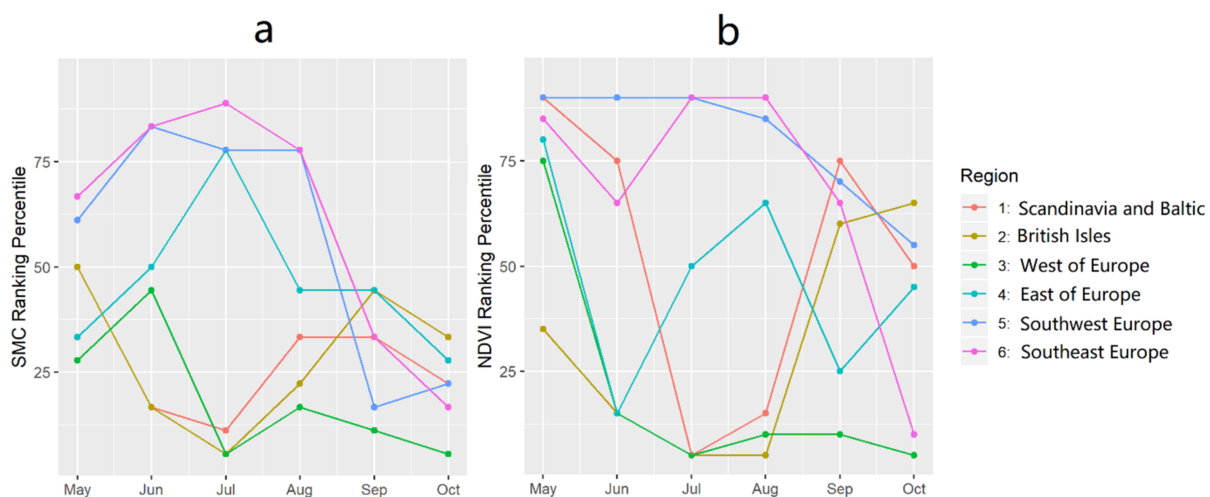 a
b
SMC Ranking Percentile
75
50
25
May Jun Jul Aug Sep Oct
NDVI Ranking Percentile
75
50
25
May Jun Jul Aug Sep Oct
Region
1: Scandinavia and Baltic
2: British Isles
3: West of Europe
4: East of Europe
5: Southwest Europe
6: Southeast Europe